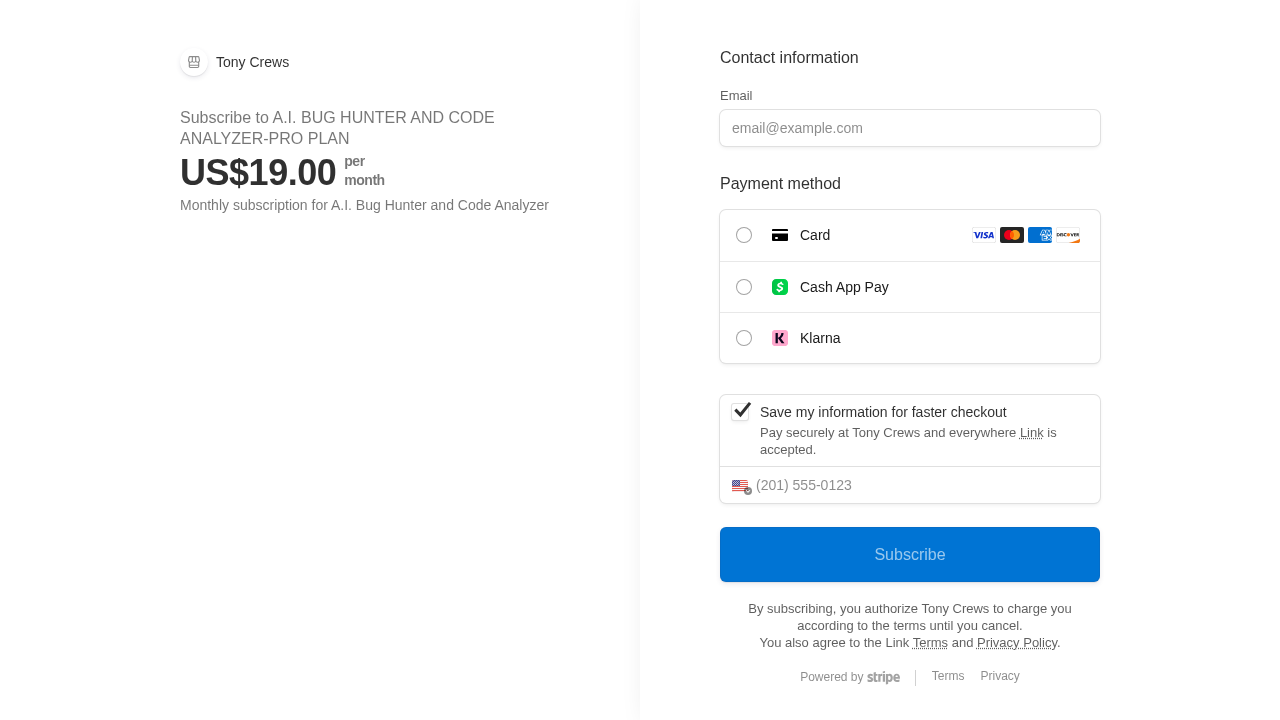 Tony Crews
Subscribe to A.I. BUG HUNTER AND CODE
ANALYZER-PRO PLAN
US$19.00 per
month
Monthly subscription for A.I. Bug Hunter and Code Analyzer
Contact information
Email
email@example.com
Payment method
Card VISA AMEX DISCOVER
Cash App Pay
Klarna
Save my information for faster checkout
Pay securely at Tony Crews and everywhere Link is
accepted.
(201) 555-0123
Subscribe
By subscribing, you authorize Tony Crews to charge you
according to the terms until you cancel.
You also agree to the Link Terms and Privacy Policy.
Powered by stripe Terms Privacy